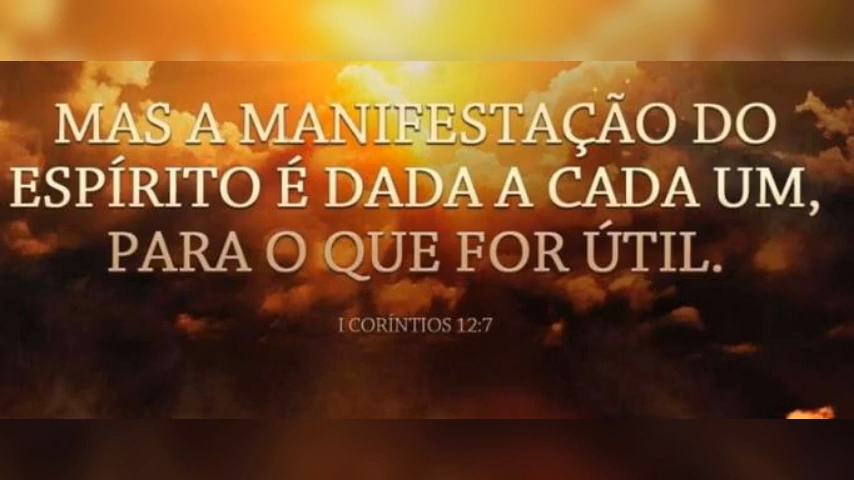 MAS A MANIFESTAÇÃO DO
ESPÍRITO É DADA A CADA UM,
PARA O QUE FOR ÚTIL.
I CORÍNTIOS 12:7